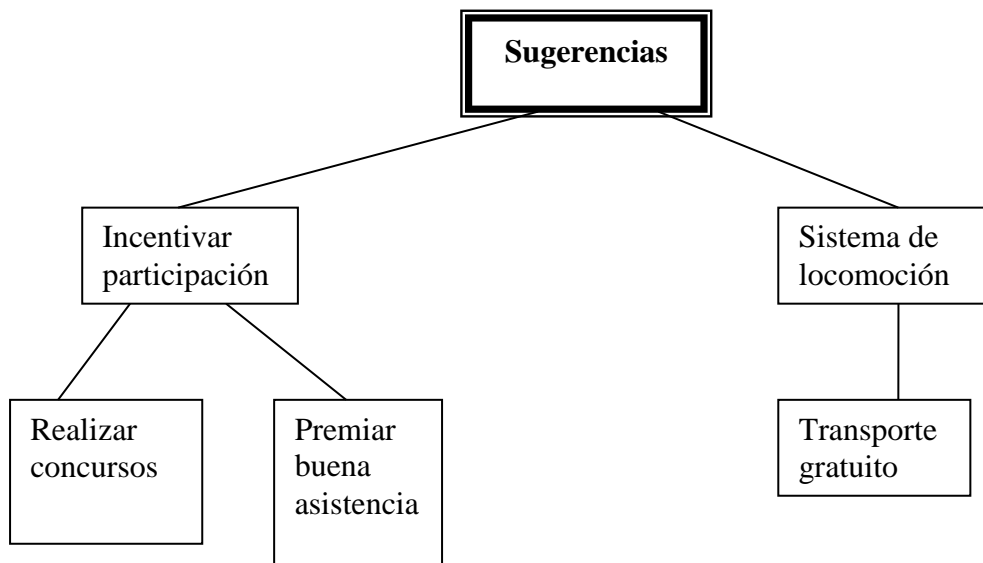 Sugerencias
Incentivar
participación
Sistema de
locomoción
Realizar
concursos
Premiar
buena
asistencia
Transporte
gratuito